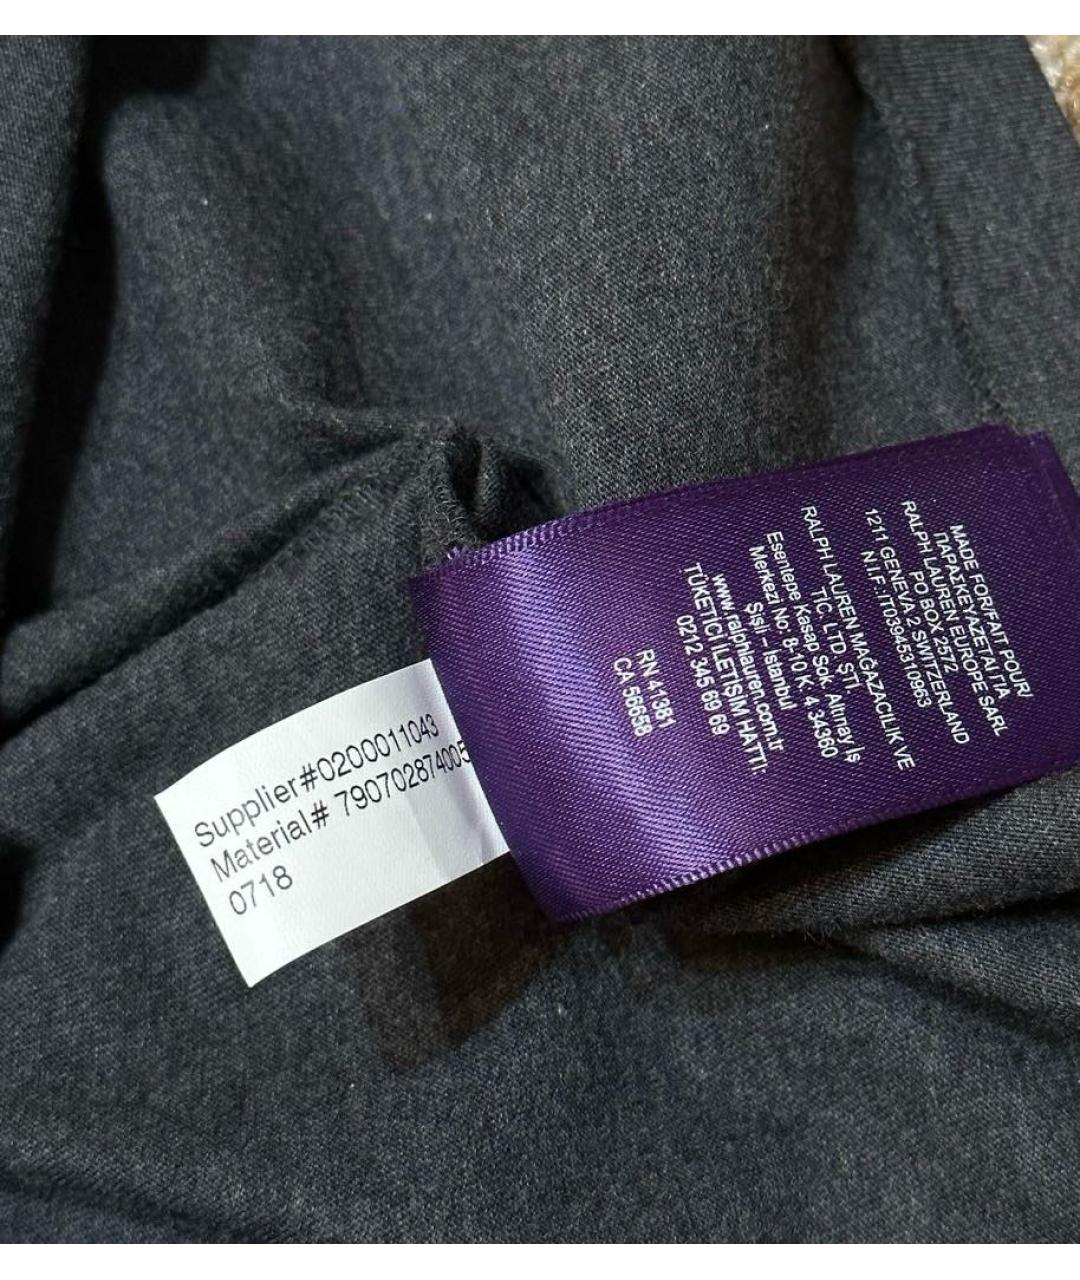 MADE FOR/FAIT POUR/
ΠΑΡΑΣΚΕΥΑΖΕΤΑΙ ΓΙΑ
RALPH LAUREN EUROPE SARL
PO BOX 2572
1211 GENEVA 2 SWITZERLAND
N.I.F.:IT03945310963
RALPH LAUREN MAĞAZACILIK VE
TİC. LTD. ŞTİ.
Esentepe Kasap Sok. Altınay İş
Merkezi No: 8-10 K: 4 34360
Şişli - İstanbul
www.ralphlauren.com.tr
TÜKETİCİ İLETİŞİM HATTI:
0212 345 69 69
RN 41381
CA 56658
Supplier#0200011043
Material# 790702874005
0718